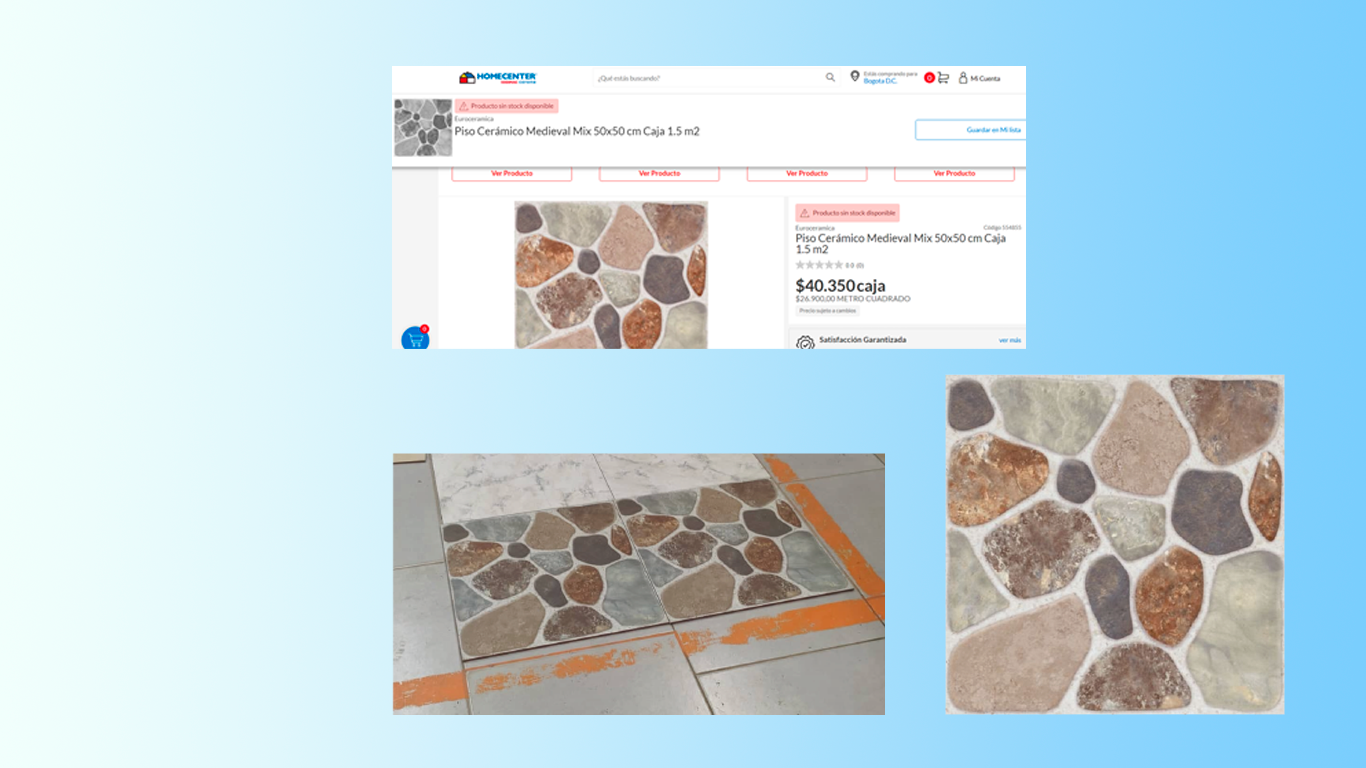 HOMECENTER
¿Qué estás buscando?
Estás comprando para
Bogota D.C.
0
Mi Cuenta
Producto sin stock disponible
Euroceramica
Piso Cerámico Medieval Mix 50x50 cm Caja 1.5 m2
Guardar en Mi lista
Ver Producto
Ver Producto
Ver Producto
Ver Producto
Producto sin stock disponible
Euroceramica
Piso Cerámico Medieval Mix 50x50 cm Caja
1.5 m2
0.0 (0)
$40.350 caja
$26.900,00 METRO CUADRADO
Precio sujeto a cambios
0
Satisfacción Garantizada
ver más